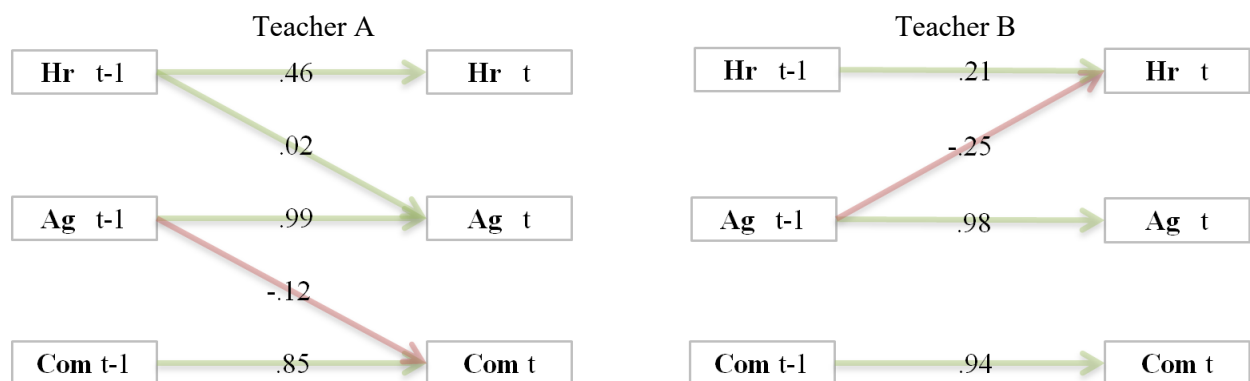 Teacher A
Hr t-1
.46
Hr t
.02
Ag t-1
.99
Ag t
-.12
Com t-1
.85
Com t
Teacher B
Hr t-1
.21
Hr t
-.25
Ag t-1
.98
Ag t
Com t-1
.94
Com t